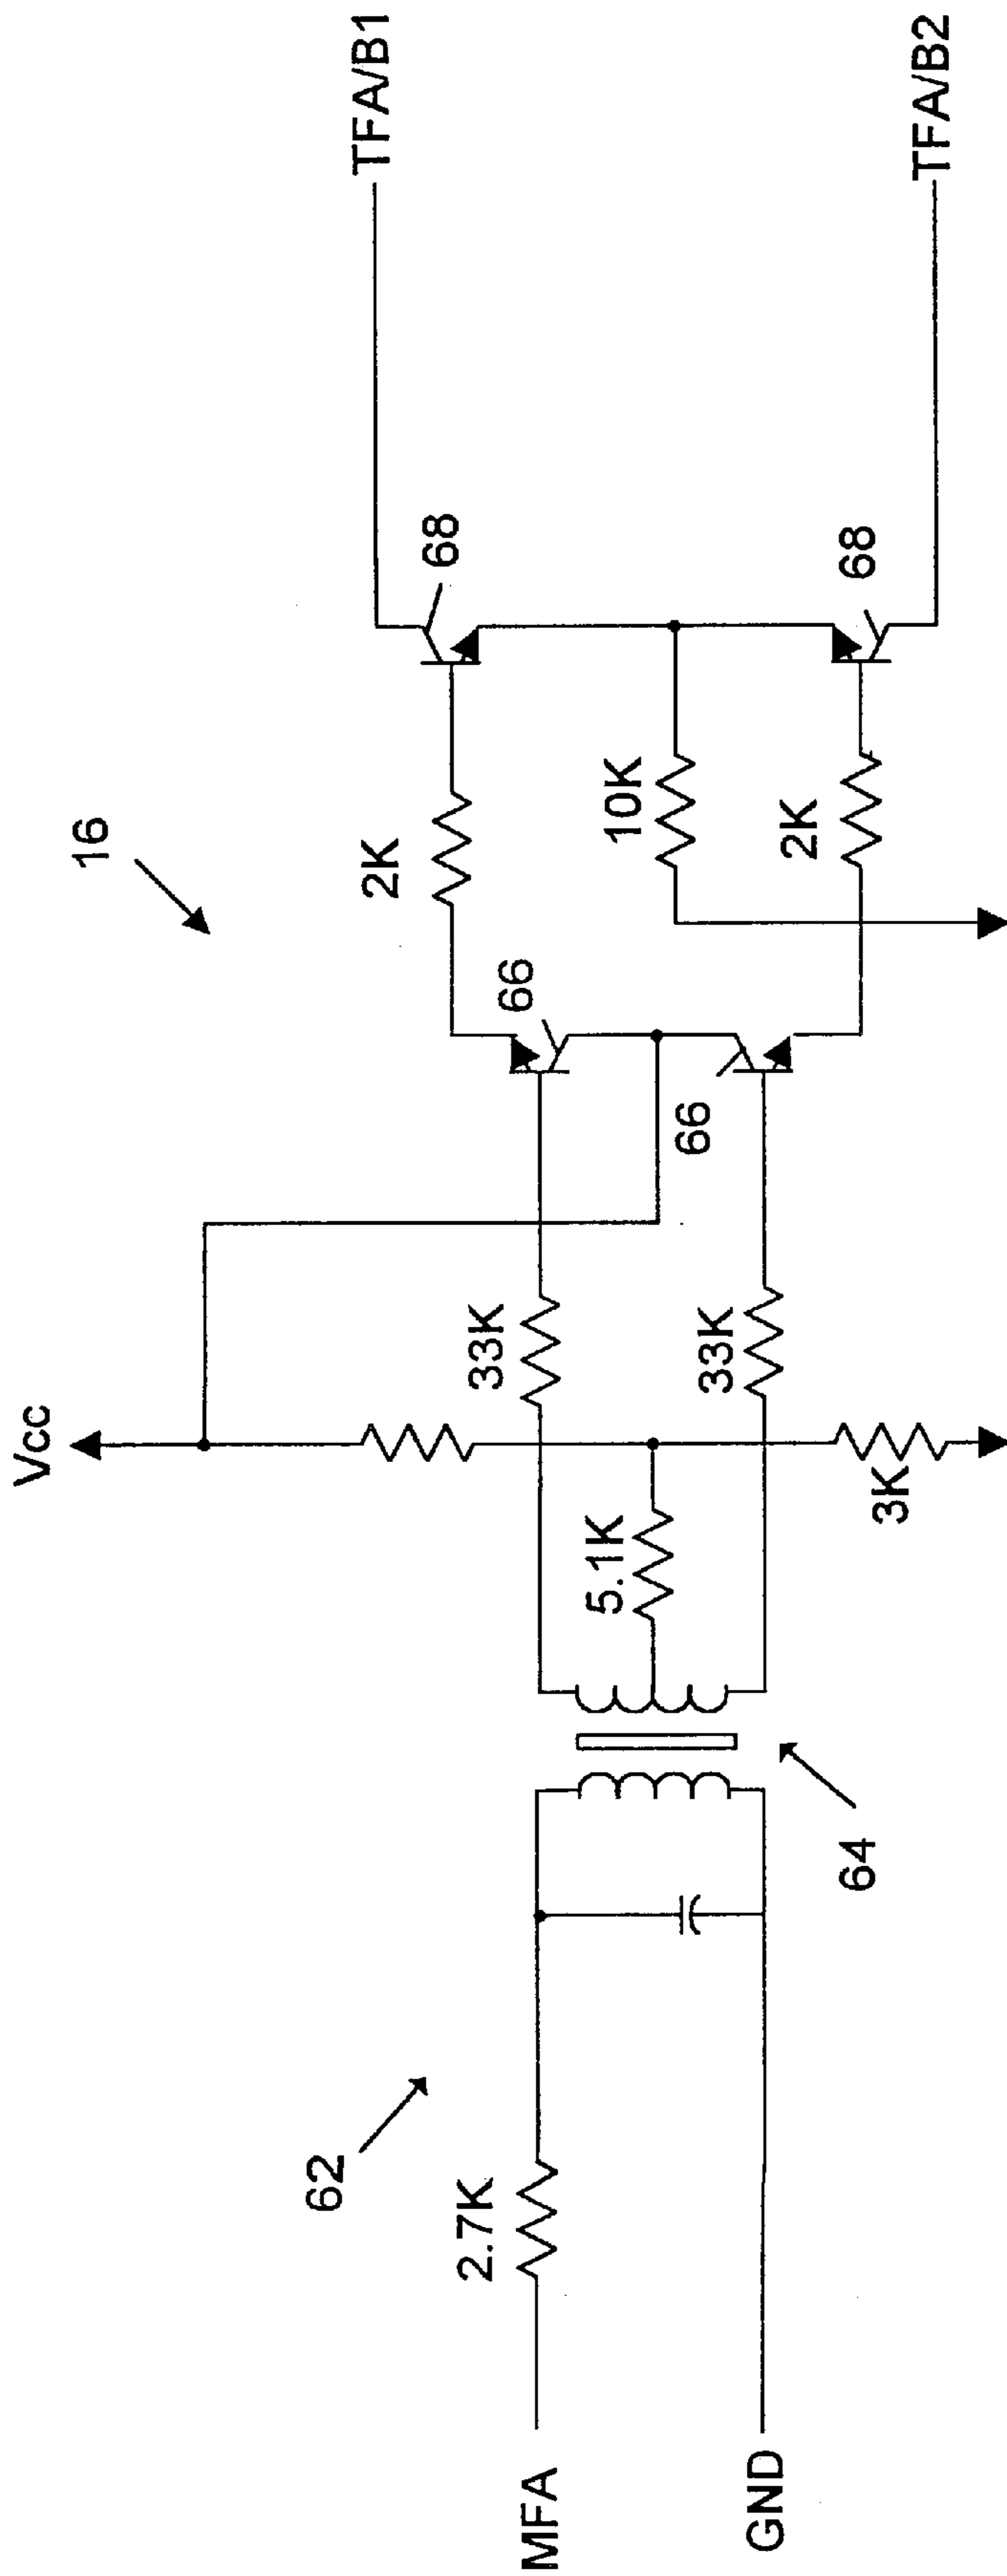 16
Vcc
TFA/B1
62
2K
68
33K
66
MFA
2.7K
5.1K
10K
TFA/B2
66
33K
2K
68
GND
64
3K